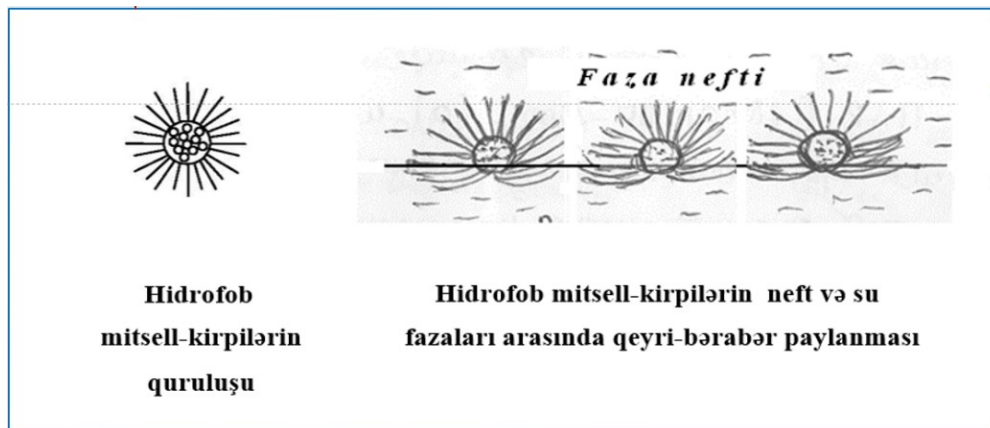 Faza nefti
Hidrofob
mitsell-kirpilərin
quruluşu
Hidrofob mitsell-kirpilərin neft və su
fazaları arasında qeyri-bərabər paylanması